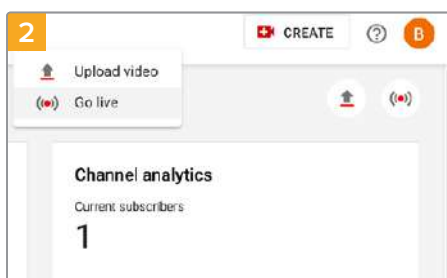 2
CREATE
B
Upload video
Go live
Channel analytics
Current subscribers
1